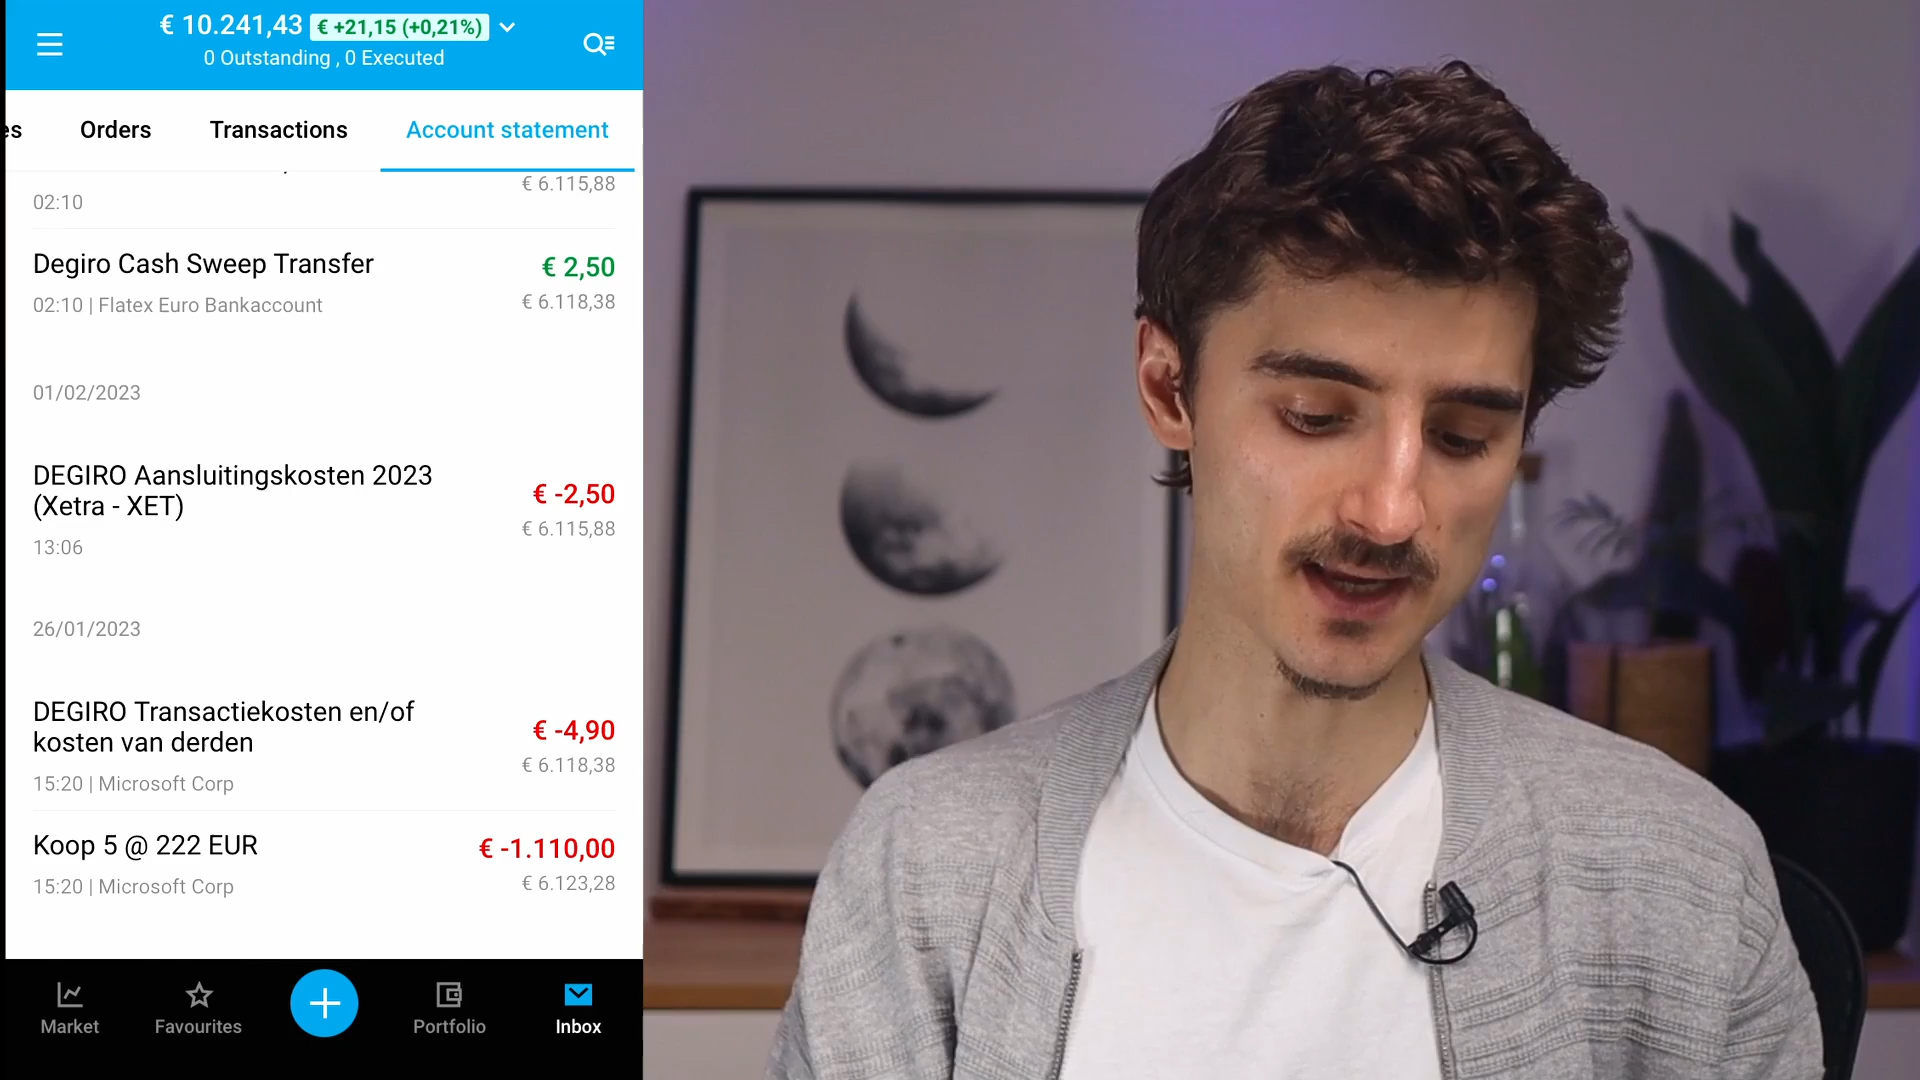 € 10.241,43 € +21,15 (+0,21%)
0 Outstanding , 0 Executed
es Orders Transactions Account statement
€ 6.115,88
02:10
Degiro Cash Sweep Transfer € 2,50
02:10 | Flatex Euro Bankaccount € 6.118,38
01/02/2023
DEGIRO Aansluitingskosten 2023
(Xetra - XET) € -2,50
€ 6.115,88
13:06
26/01/2023
DEGIRO Transactiekosten en/of
kosten van derden € -4,90
€ 6.118,38
15:20 | Microsoft Corp
Koop 5 @ 222 EUR € -1.110,00
15:20 | Microsoft Corp € 6.123,28
Market Favourites Portfolio Inbox